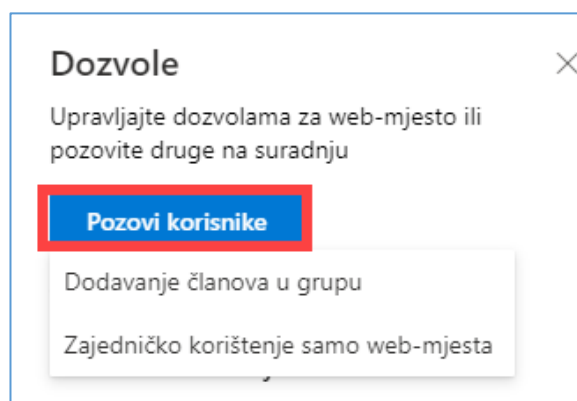 Dozvole
Upravljajte dozvolama za web-mjesto ili
pozovite druge na suradnju
Pozovi korisnike
Dodavanje članova u grupu
Zajedničko korištenje samo web-mjesta